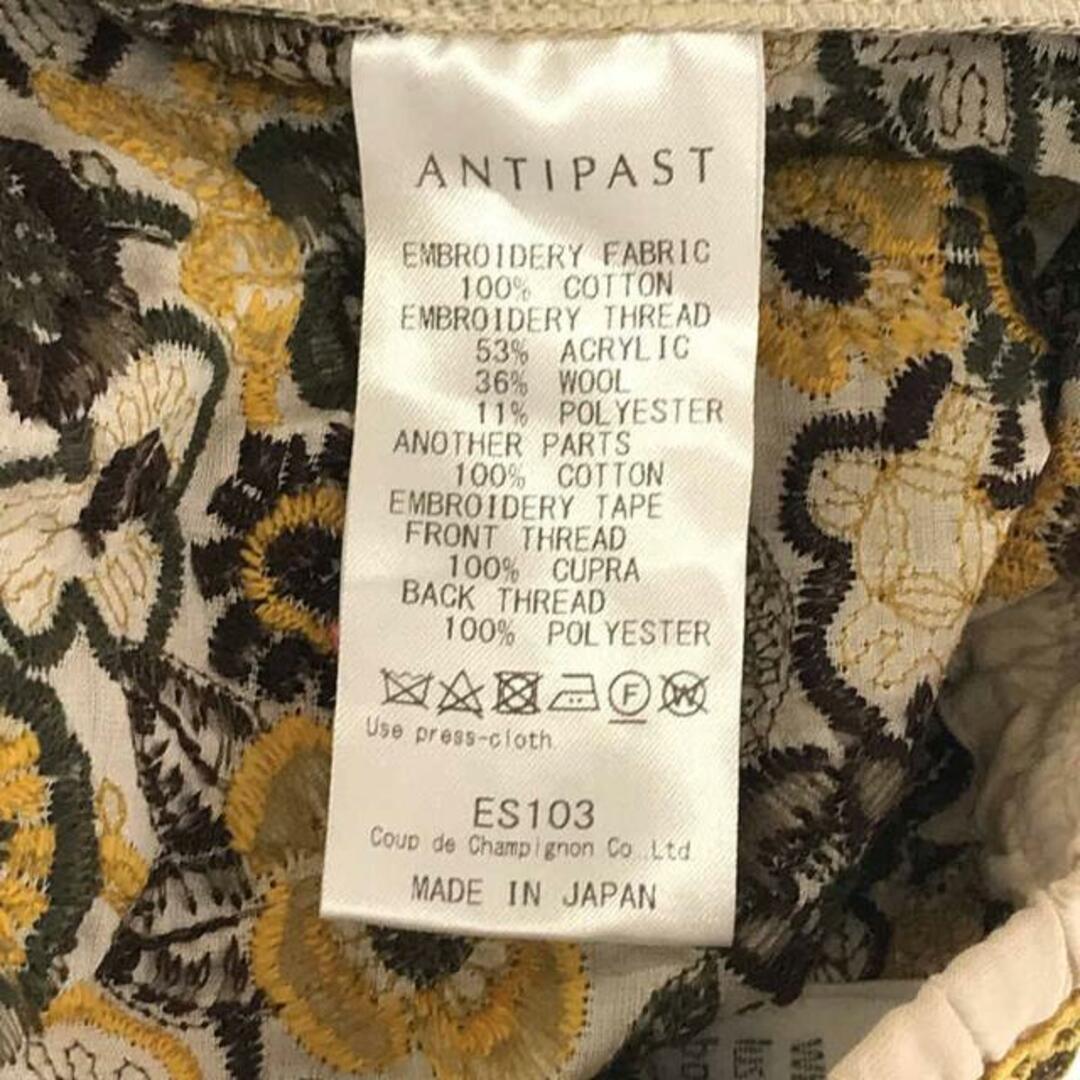 ANTIPAST
EMBROIDERY FABRIC
100% COTTON
EMBROIDERY THREAD
53% ACRYLIC
36% WOOL
11% POLYESTER
ANOTHER PARTS
100% COTTON
EMBROIDERY TAPE
FRONT THREAD
100% CUPRA
BACK THREAD
100% POLYESTER
F W
Use press-cloth
ES103
Coup de Champignon Co.,Ltd
MADE IN JAPAN